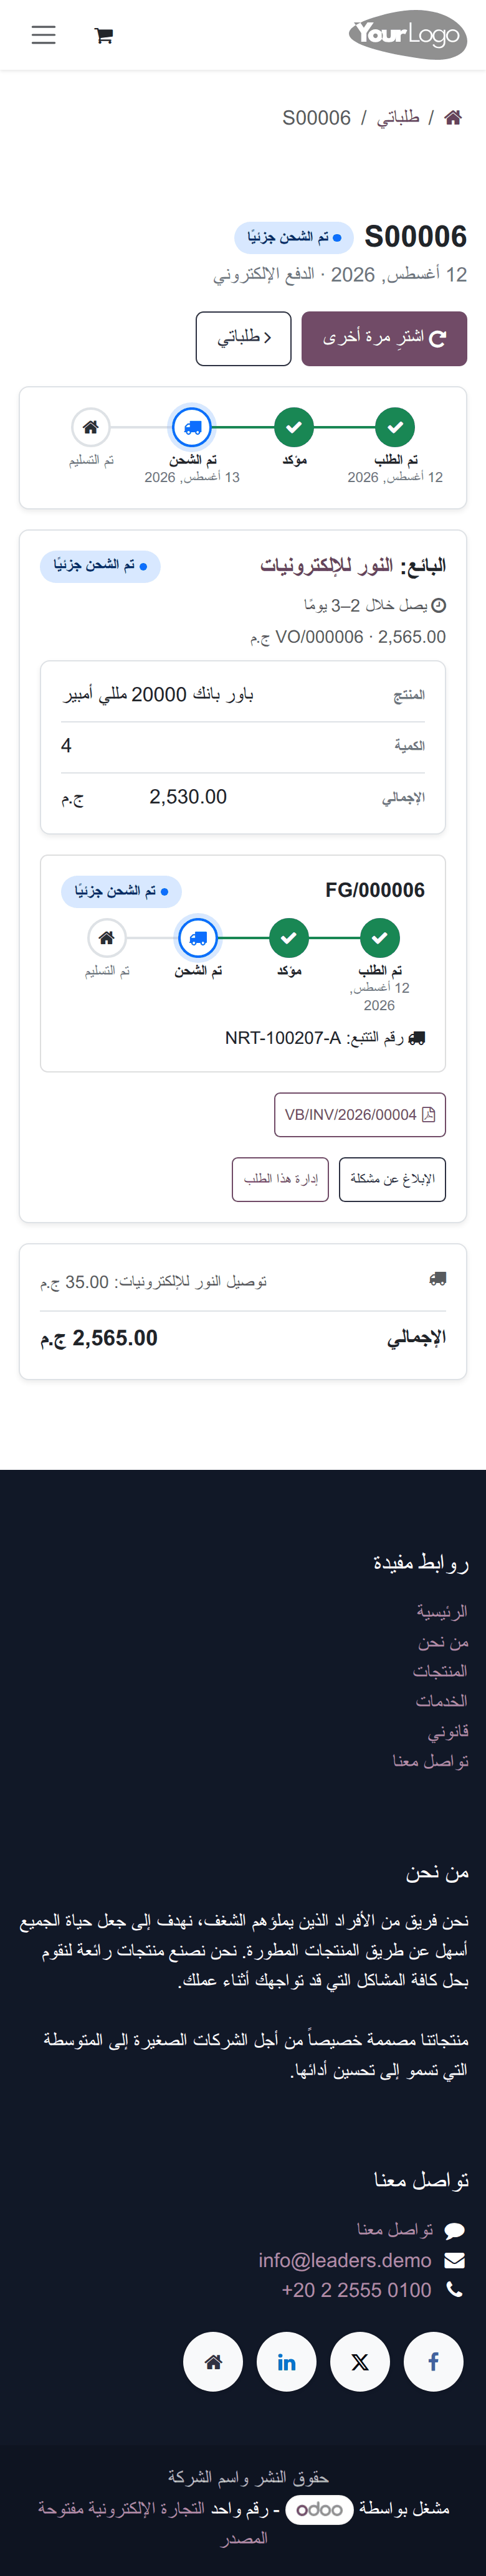 YourLogo
/ طلباتي / S00006
S00006 تم الشحن جزئيًا
12 أغسطس, 2026 · الدفع الإلكتروني
اشترِ مرة أخرى
طلباتي
تم الطلب مؤكد تم الشحن تم التسليم
12 أغسطس, 2026 13 أغسطس, 2026
البائع: النور للإلكترونيات تم الشحن جزئيًا
يصل خلال 2–3 يومًا
VO/000006 · 2,565.00 ج.م
المنتج باور بانك 20000 مللي أمبير
الكمية 4
الإجمالي 2,530.00 ج.م
FG/000006 تم الشحن جزئيًا
تم الطلب مؤكد تم الشحن تم التسليم
12 أغسطس,
2026
رقم التتبع: NRT-100207-A
VB/INV/2026/00004
الإبلاغ عن مشكلة إدارة هذا الطلب
توصيل النور للإلكترونيات: 35.00 ج.م
الإجمالي 2,565.00 ج.م
روابط مفيدة
الرئيسية
من نحن
المنتجات
الخدمات
قانوني
تواصل معنا
من نحن
نحن فريق من الأفراد الذين يملؤهم الشغف، نهدف إلى جعل حياة الجميع
أسهل عن طريق المنتجات المطورة. نحن نصنع منتجات رائعة لنقوم
بحل كافة المشاكل التي قد تواجهك أثناء عملك.
منتجاتنا مصممة خصيصاً من أجل الشركات الصغيرة إلى المتوسطة
التي تسمو إلى تحسين أدائها.
تواصل معنا
تواصل معنا
info@leaders.demo
+20 2 2555 0100
حقوق النشر واسم الشركة
مشغل بواسطة odoo - رقم واحد التجارة الإلكترونية مفتوحة
المصدر